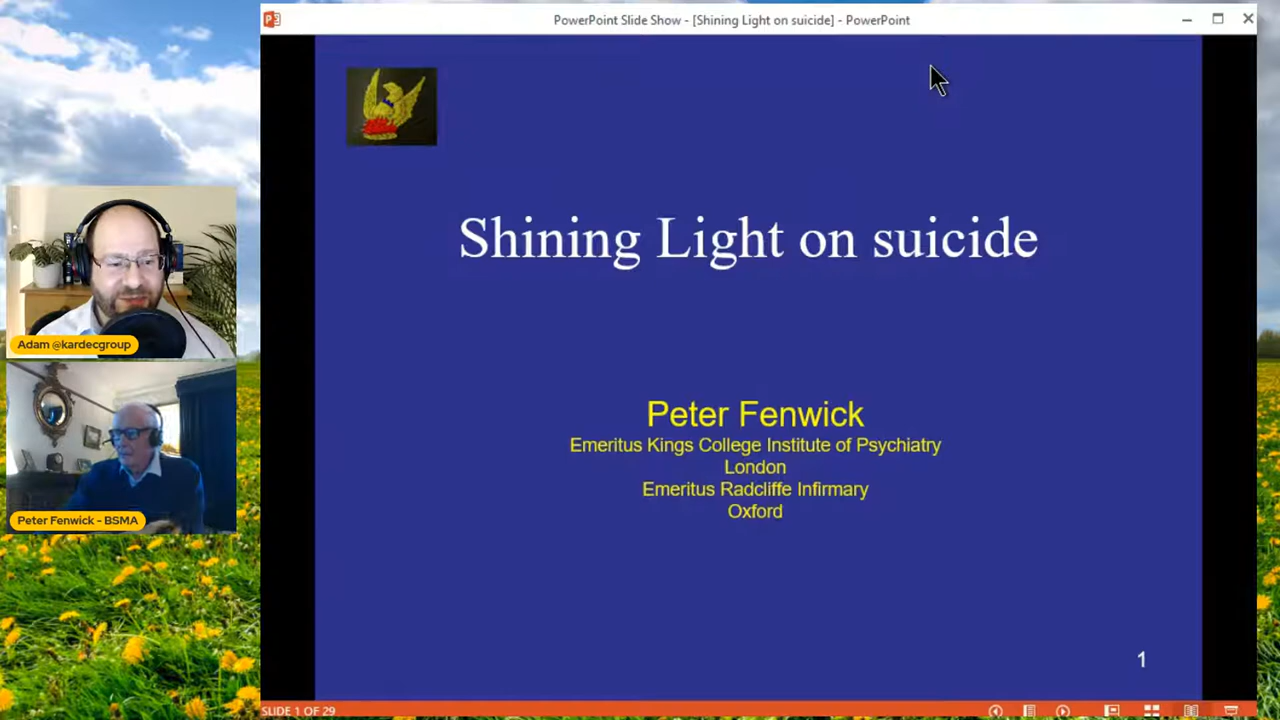 PowerPoint Slide Show - [Shining Light on suicide] - PowerPoint
Shining Light on suicide
Peter Fenwick
Emeritus Kings College Institute of Psychiatry
London
Emeritus Radcliffe Infirmary
Oxford
1
SLIDE 1 OF 29
Adam @kardecgroup
Peter Fenwick - BSMA